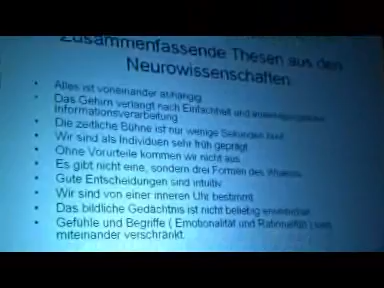 Zusammenfassende Thesen aus den
Neurowissenschaften
• Alles ist voneinander abhängig
• Das Gehirn verlangt nach Einfachheit und
Informationsverarbeitung
• Die zeitliche Bühne ist nur wenige Sekunden
• Wir sind als Individuen sehr früh geprägt
• Ohne Vorurteile kommen wir nicht aus
• Es gibt nicht eine, sondern drei Formen des Wissens
• Gute Entscheidungen sind intuitiv
• Wir sind von einer inneren Uhr bestimmt
• Das bildliche Gedächtnis ist nicht beliebig
• Gefühle und Begriffe ( Emotionalität und Rationalität ) sind
miteinander verschränkt